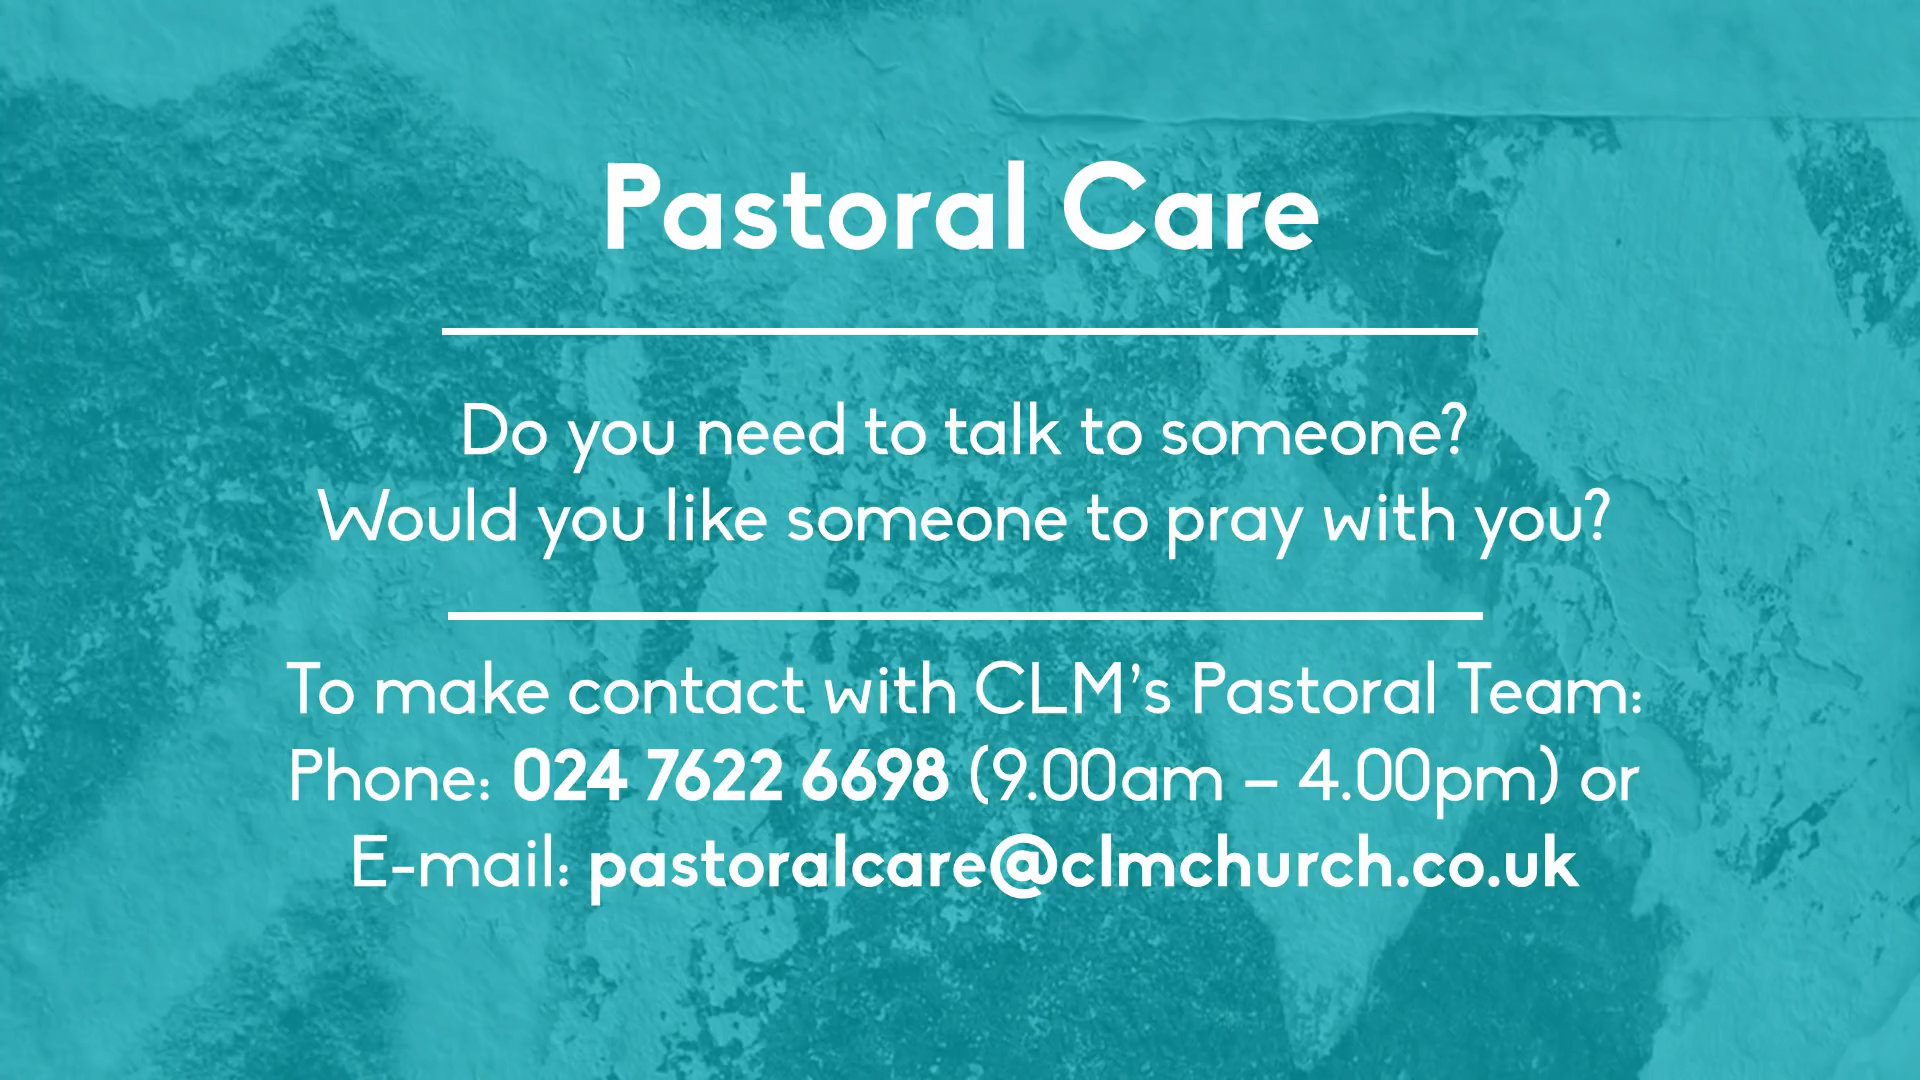 Pastoral Care
Do you need to talk to someone?
Would you like someone to pray with you?
To make contact with CLM’s Pastoral Team:
Phone: 024 7622 6698 (9.00am – 4.00pm) or
E-mail: pastoralcare@clmchurch.co.uk